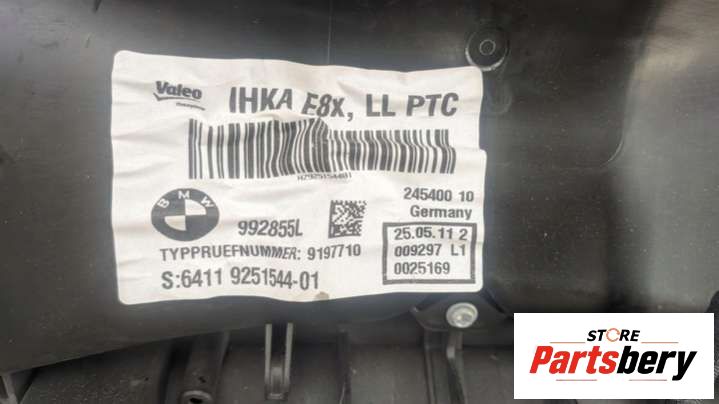 Valeo
IHKA E8x, LL PTC
HZ925154401
245400 10
Germany
BMW
992855L
25.05.11 2
009297 L1
0025169
TYPPRUEFNUMMER: 9197710
S:6411 9251544-01
STORE
Partsbery